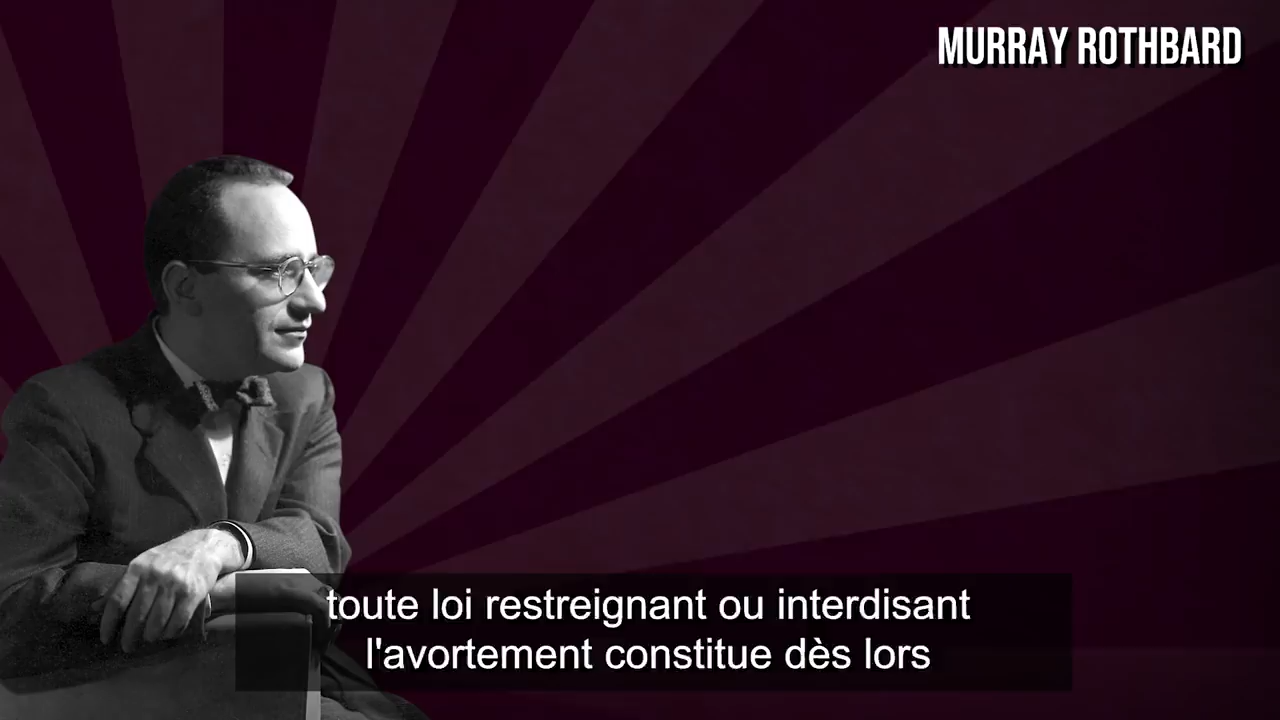 MURRAY ROTHBARD
toute loi restreignant ou interdisant
l'avortement constitue dès lors